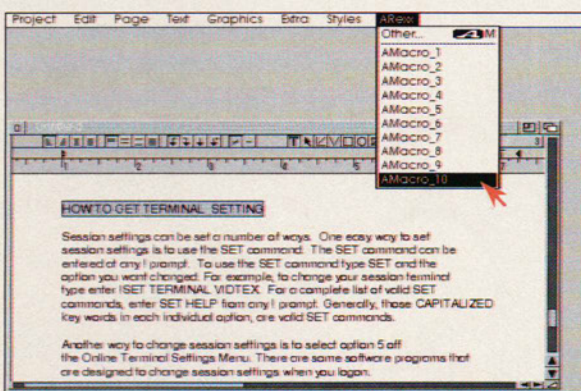 Project Edit Page Text Graphics Extra Styles ARexx
Other... M
AMacro_1
AMacro_2
AMacro_3
AMacro_4
AMacro_5
AMacro_6
AMacro_7
AMacro_8
AMacro_9
AMacro_10
HOW TO GET TERMINAL SETTING
Session settings can be set a number of ways. One easy way to set
session settings is to use the SET command. The SET command can be
entered at any ! prompt. To use the SET command type SET and the
option you want changed. For example, to change your session terminal
type enter !SET TERMINAL VIDTEX. For a complete list of valid SET
commands, enter SET HELP from any ! prompt. Generally, those CAPITALIZED
key words in each individual option, are valid SET commands.
Another way to change session settings is to select option 5 off
the Online Terminal Settings Menu. There are some software programs that
are designed to change session settings when you logon.